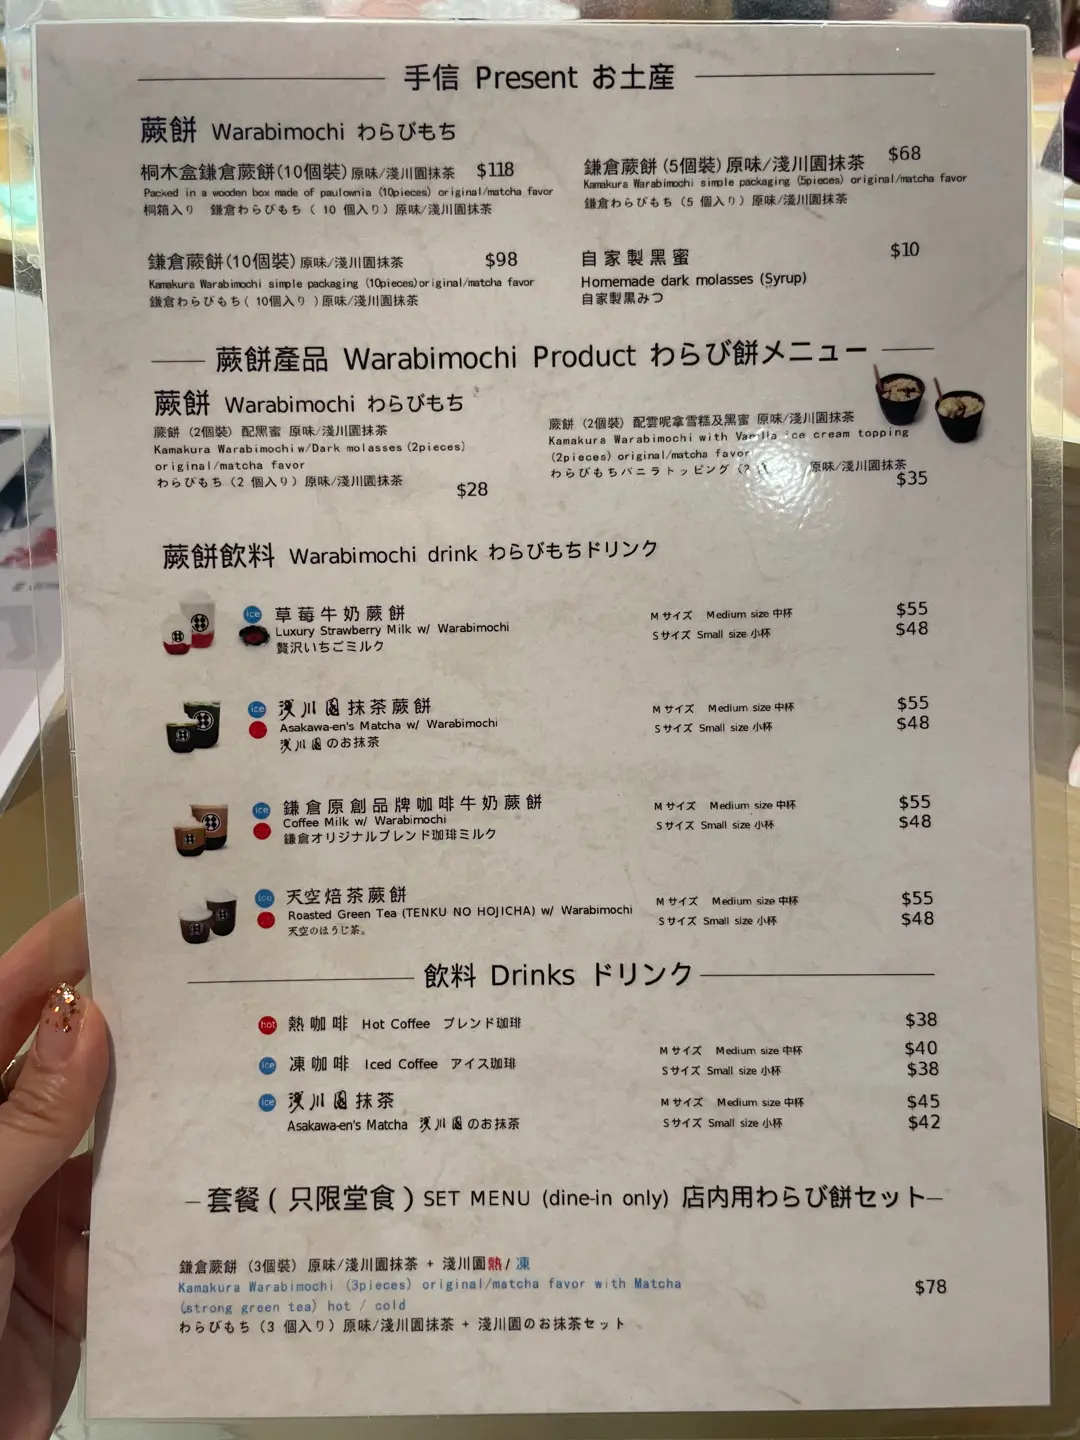 手信 Present お土産
蕨餅 Warabimochi わらびもち
桐木盒鎌倉蕨餅(10個裝)原味/淺川園抹茶 $118
Packed in a wooden box made of paulownia (10pieces) original/matcha favor
桐箱入り 鎌倉わらびもち ( 10 個入り) 原味/淺川園抹茶
鎌倉蕨餅 (5個裝) 原味/淺川園抹茶 $68
Kamakura Warabimochi simple packaging (5pieces) original/matcha favor
鎌倉わらびもち (5 個入り) 原味/淺川園抹茶
鎌倉蕨餅(10個裝)原味/淺川園抹茶 $98
Kamakura Warabimochi simple packaging (10pieces)original/matcha favor
鎌倉わらびもち( 10個入り )原味/淺川園抹茶
自家製黑蜜 $10
Homemade dark molasses (Syrup)
自家製黒みつ
蕨餅產品 Warabimochi Product わらび餅メニュー
蕨餅 Warabimochi わらびもち
蕨餅 (2個裝) 配黑蜜 原味/淺川園抹茶
Kamakura Warabimochi w/Dark molasses (2pieces)
original/matcha favor
わらびもち (2 個入り) 原味/淺川園抹茶
$28
蕨餅 (2個裝) 配雲呢拿雪糕及黑蜜 原味/淺川園抹茶
Kamakura Warabimochi with Vanilla ice cream topping
(2pieces) original/matcha favor
わらびもちバニラトッピング (2 原味/淺川園抹茶
$35
蕨餅飲料 Warabimochi drink わらびもちドリンク
ice 草莓牛奶蕨餅
Luxury Strawberry Milk w/ Warabimochi
贅沢いちごミルク
Mサイズ Medium size 中杯 $55
Sサイズ Small size 小杯 $48
ice 淺川園抹茶蕨餅
Asakawa-en's Matcha w/ Warabimochi
淺川園のお抹茶
Mサイズ Medium size 中杯 $55
Sサイズ Small size 小杯 $48
ice 鎌倉原創品牌咖啡牛奶蕨餅
Coffee Milk w/ Warabimochi
鎌倉オリジナルブレンド珈琲ミルク
Mサイズ Medium size 中杯 $55
Sサイズ Small size 小杯 $48
ice 天空焙茶蕨餅
Roasted Green Tea (TENKU NO HOJICHA) w/ Warabimochi
天空のほうじ茶。
Mサイズ Medium size 中杯 $55
Sサイズ Small size 小杯 $48
飲料 Drinks ドリンク
hot 熱咖啡 Hot Coffee ブレンド珈琲 $38
ice 凍咖啡 Iced Coffee アイス珈琲
Mサイズ Medium size 中杯 $40
Sサイズ Small size 小杯 $38
ice 淺川園抹茶
Asakawa-en's Matcha 淺川園のお抹茶
Mサイズ Medium size 中杯 $45
Sサイズ Small size 小杯 $42
套餐 ( 只限堂食 ) SET MENU (dine-in only) 店内用わらび餅セット
鎌倉蕨餅 (3個裝) 原味/淺川園抹茶 + 淺川園熱/凍
Kamakura Warabimochi (3pieces) original/matcha favor with Matcha
(strong green tea) hot / cold
わらびもち (3 個入り) 原味/淺川園抹茶 + 淺川園のお抹茶セット
$78